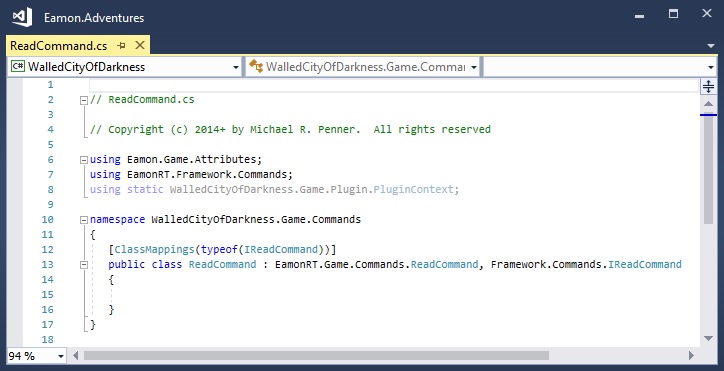 Eamon.Adventures
ReadCommand.cs
C# WalledCityOfDarkness WalledCityOfDarkness.Game.Commar
1
2 // ReadCommand.cs
3
4 // Copyright (c) 2014+ by Michael R. Penner.  All rights reserved
5
6 using Eamon.Game.Attributes;
7 using EamonRT.Framework.Commands;
8 using static WalledCityOfDarkness.Game.Plugin.PluginContext;
9
10 namespace WalledCityOfDarkness.Game.Commands
11 {
12 [ClassMappings(typeof(IReadCommand))]
13 public class ReadCommand : EamonRT.Game.Commands.ReadCommand, Framework.Commands.IReadCommand
14 {
15
16 }
17 }
18
94 %